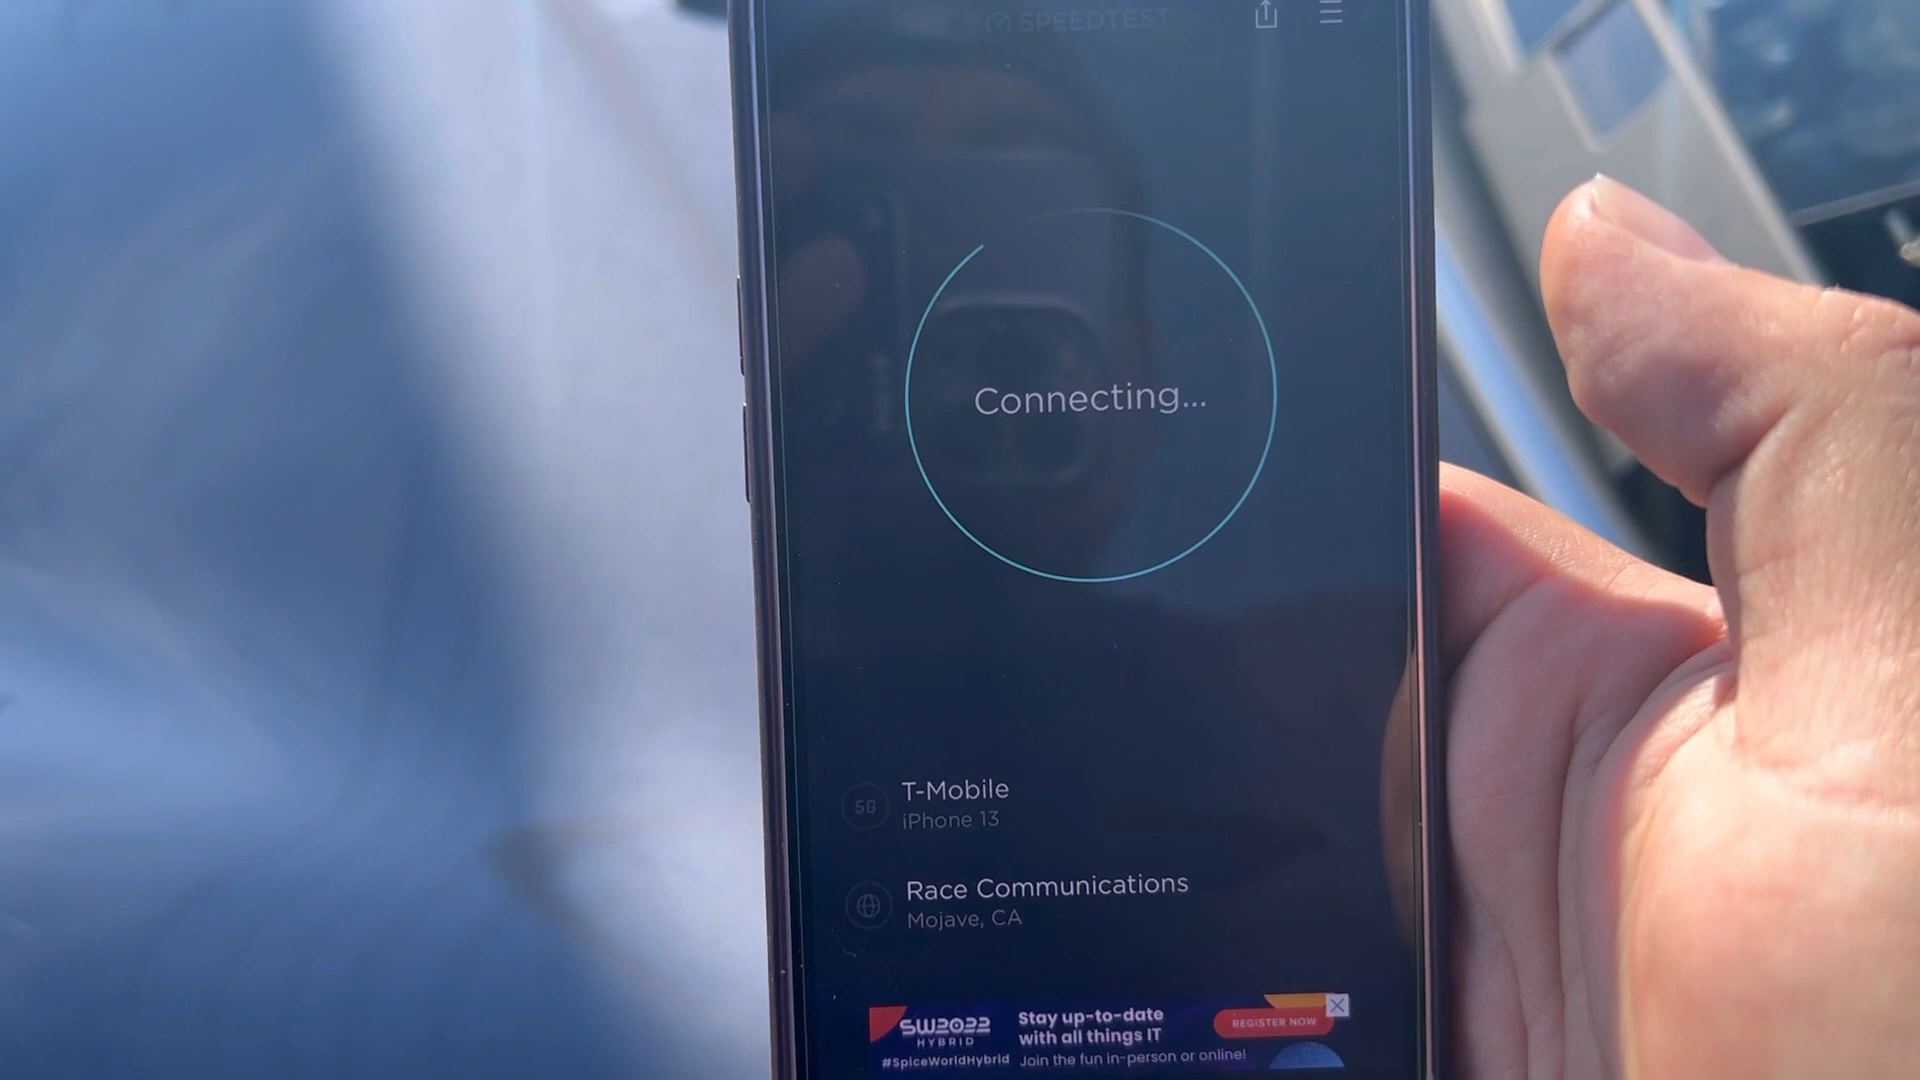 SPEEDTEST
Connecting...
5G
T-Mobile
iPhone 13
Race Communications
Mojave, CA
SW2022
HYBRID
#SpiceWorldHybrid
Stay up-to-date
with all things IT
Join the fun in-person or online!
REGISTER NOW